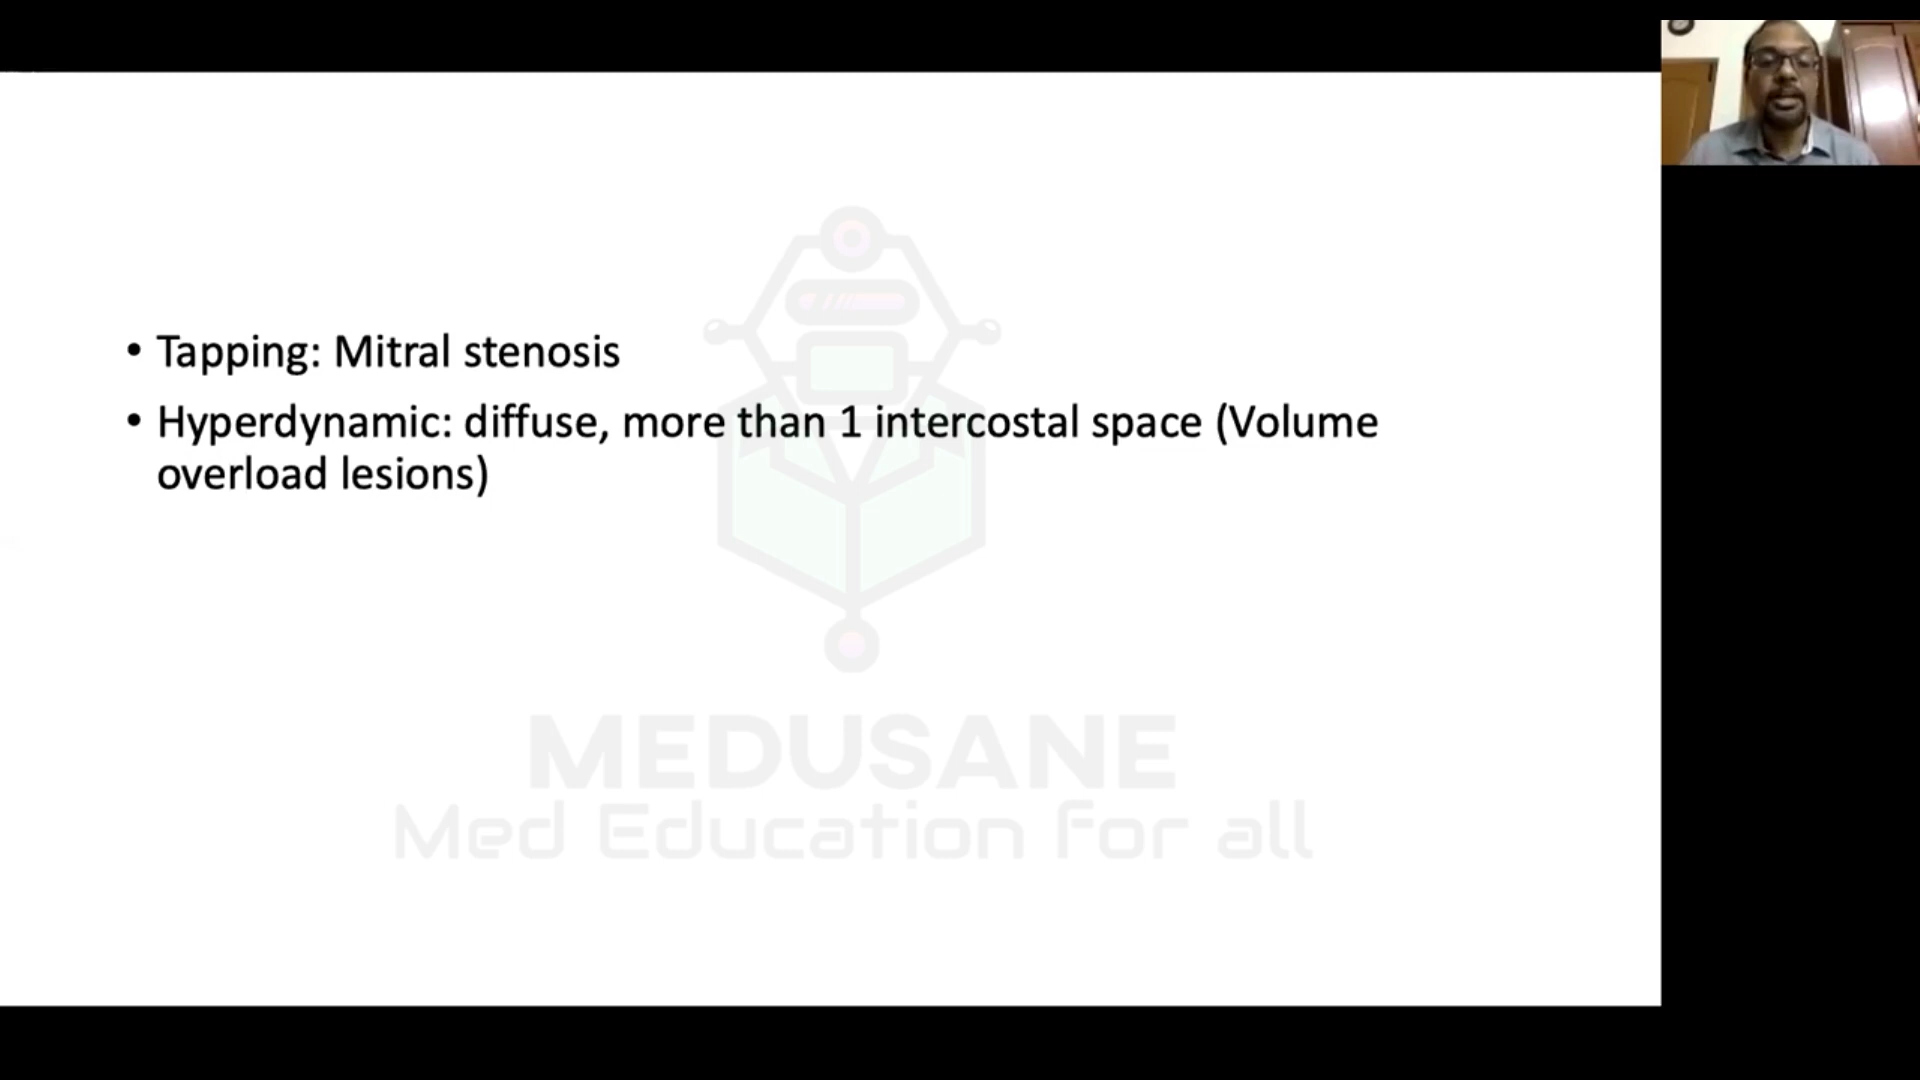 • Tapping: Mitral stenosis
• Hyperdynamic: diffuse, more than 1 intercostal space (Volume
overload lesions)
MEDUSANE
Med Education for all